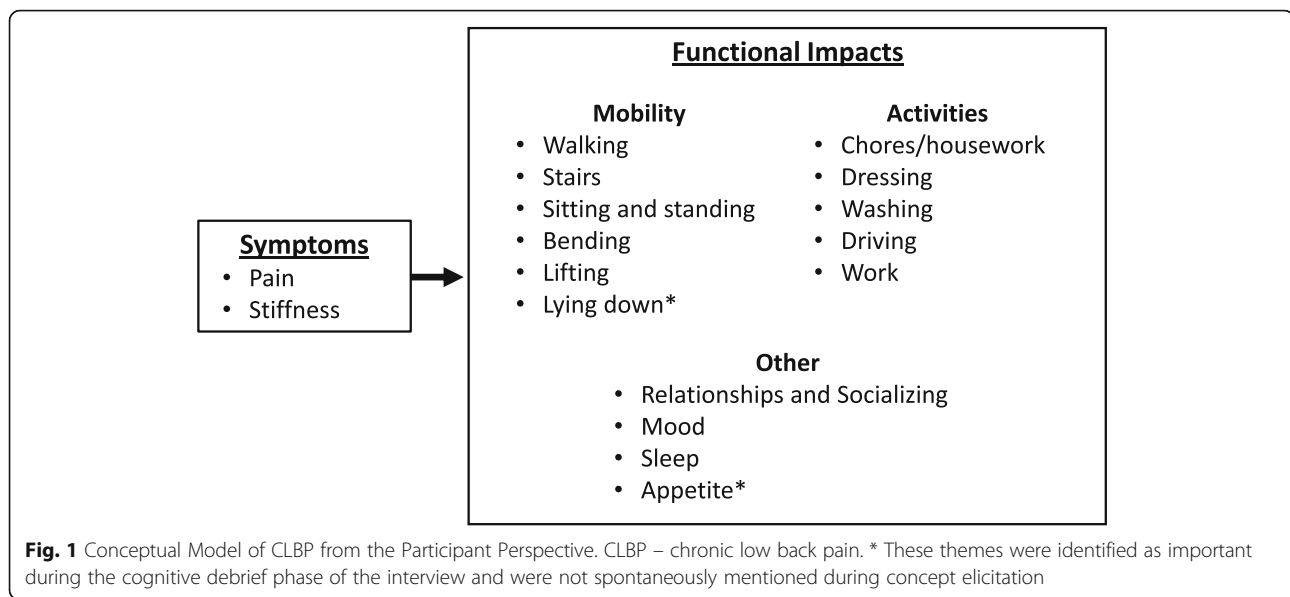 Functional Impacts
Mobility
• Walking
• Stairs
• Sitting and standing
• Bending
• Lifting
• Lying down*
Activities
• Chores/housework
• Dressing
• Washing
• Driving
• Work
Symptoms
• Pain
• Stiffness
Other
• Relationships and Socializing
• Mood
• Sleep
• Appetite*
Fig. 1 Conceptual Model of CLBP from the Participant Perspective. CLBP – chronic low back pain. * These themes were identified as important
during the cognitive debrief phase of the interview and were not spontaneously mentioned during concept elicitation